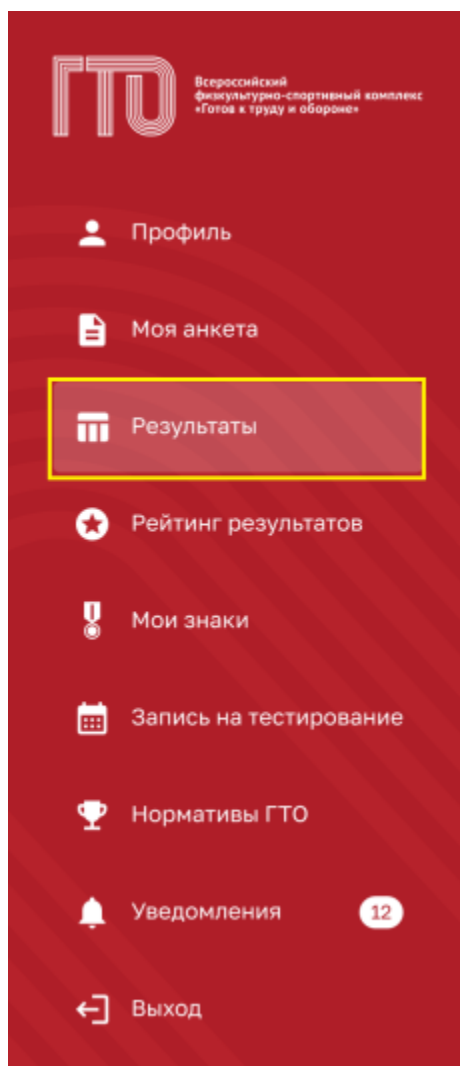 ГТО
Всероссийский
физкультурно-спортивный комплекс
«Готов к труду и обороне»
Профиль
Моя анкета
Результаты
Рейтинг результатов
Мои знаки
Запись на тестирование
Нормативы ГТО
Уведомления 12
Выход